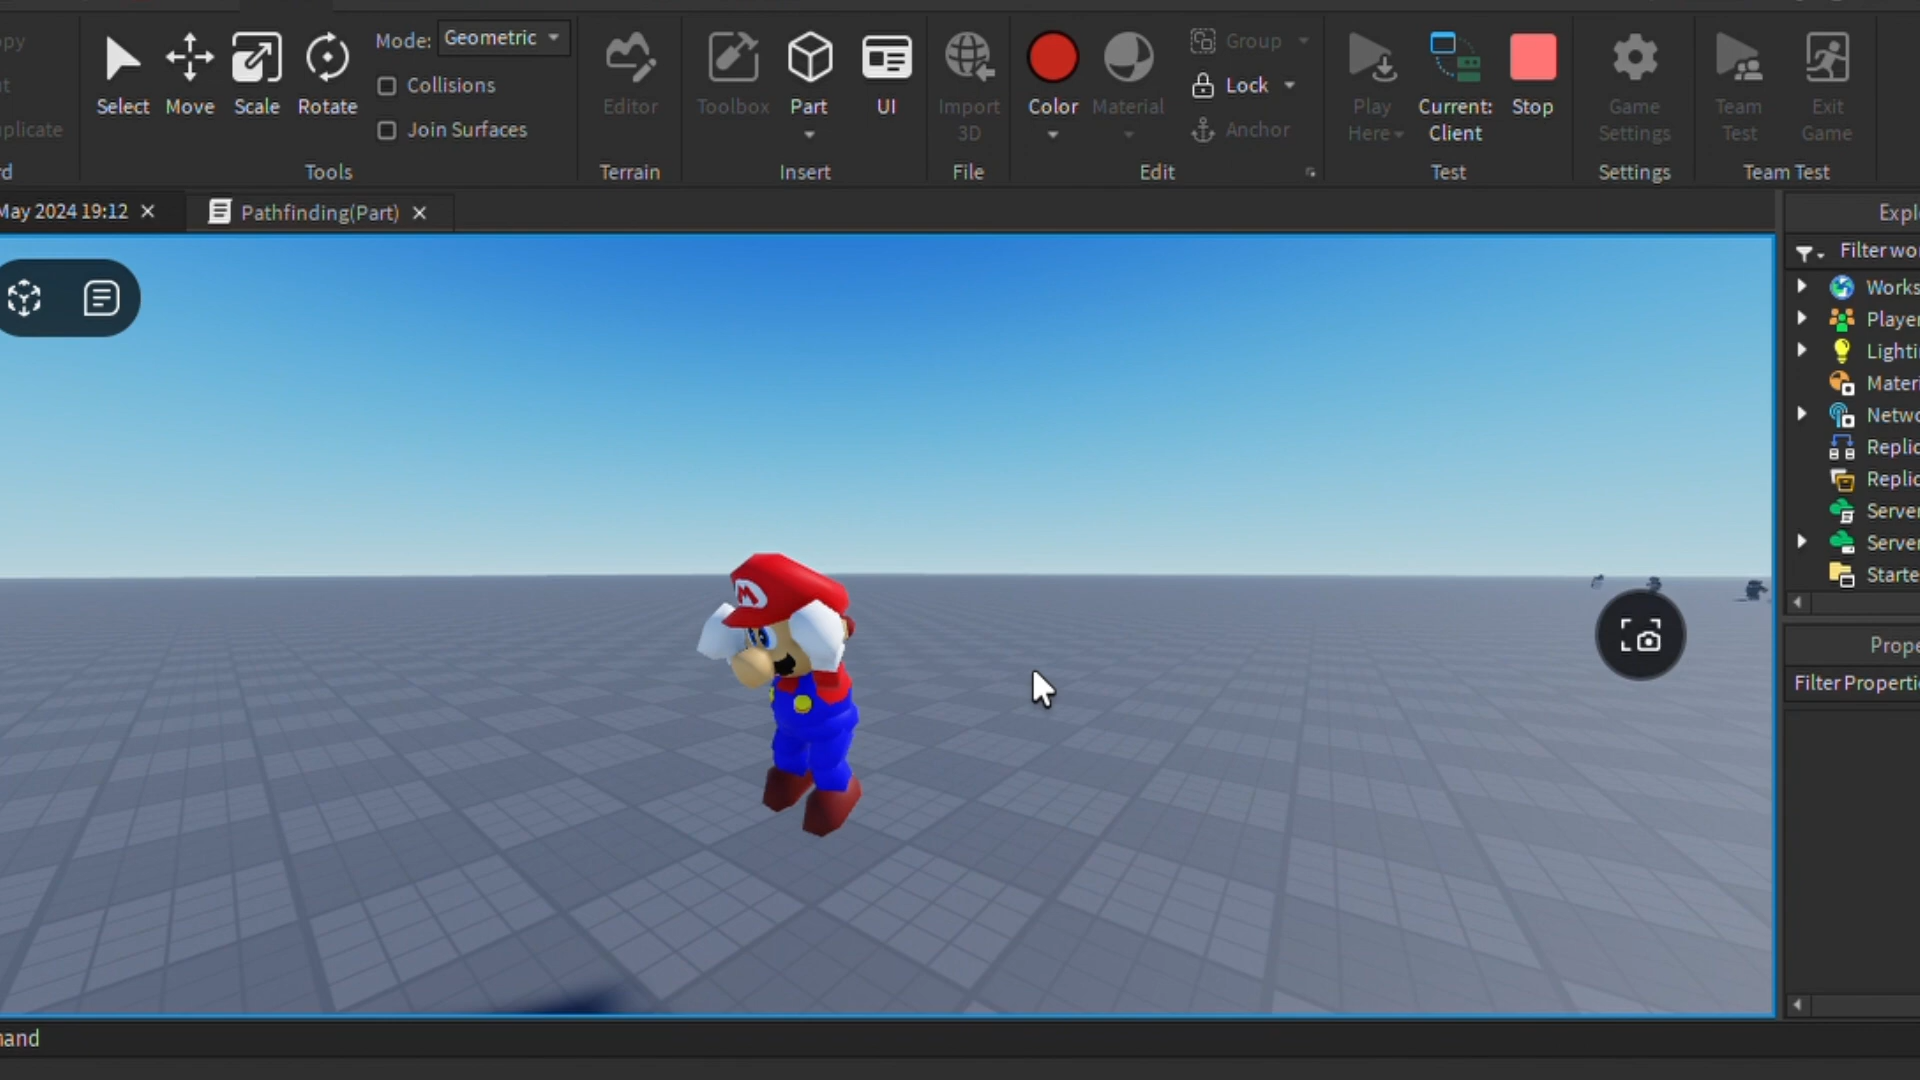 Mode: Geometric
Collisions
Join Surfaces
Select Move Scale Rotate
Tools
Editor
Terrain
Toolbox Part UI
Insert
Import
3D
File
Color Material
Group
Lock
Anchor
Edit
Play
Here
Current:
Client
Stop
Test
Game
Settings
Settings
Team
Test
Exit
Game
Team Test
May 2024 19:12
Pathfinding(Part)
Expl
Filter wor
Works
Player
Lighti
Materi
Netwo
Replic
Replic
Server
Server
Starte
Prope
Filter Properti
M